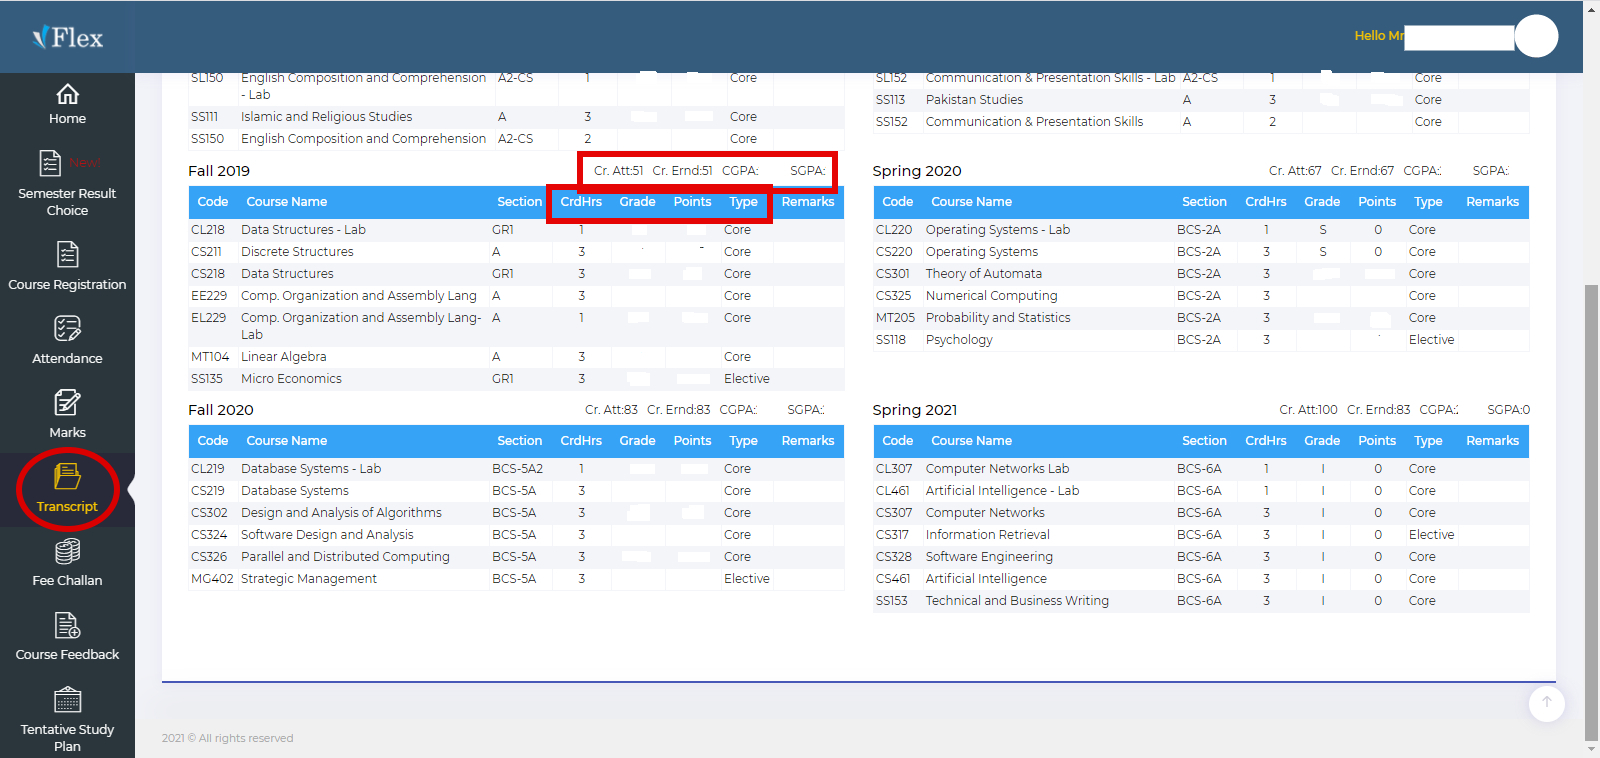 Flex
Hello Mr
Home
New!
Semester Result
Choice
Course Registration
Attendance
Marks
Transcript
Fee Challan
Course Feedback
Tentative Study
Plan
SL150 English Composition and Comprehension A2-CS 1 Core
- Lab
SS111 Islamic and Religious Studies A 3 Core
SS150 English Composition and Comprehension A2-CS 2 Core
SL152 Communication & Presentation Skills - Lab A2-CS 1 Core
SS113 Pakistan Studies A 3 Core
SS152 Communication & Presentation Skills A 2 Core
Fall 2019 Cr. Att:51 Cr. Ernd:51 CGPA: SGPA:
Code Course Name Section CrdHrs Grade Points Type Remarks
CL218 Data Structures - Lab GR1 1 Core
CS211 Discrete Structures A 3 Core
CS218 Data Structures GR1 3 Core
EE229 Comp. Organization and Assembly Lang A 3 Core
EL229 Comp. Organization and Assembly Lang- A 1 Core
Lab
MT104 Linear Algebra A 3 Core
SS135 Micro Economics GR1 3 Elective
Spring 2020 Cr. Att:67 Cr. Ernd:67 CGPA: SGPA:
Code Course Name Section CrdHrs Grade Points Type Remarks
CL220 Operating Systems - Lab BCS-2A 1 S 0 Core
CS220 Operating Systems BCS-2A 3 S 0 Core
CS301 Theory of Automata BCS-2A 3 Core
CS325 Numerical Computing BCS-2A 3 Core
MT205 Probability and Statistics BCS-2A 3 Core
SS118 Psychology BCS-2A 3 Elective
Fall 2020 Cr. Att:83 Cr. Ernd:83 CGPA: SGPA:
Code Course Name Section CrdHrs Grade Points Type Remarks
CL219 Database Systems - Lab BCS-5A2 1 Core
CS219 Database Systems BCS-5A 3 Core
CS302 Design and Analysis of Algorithms BCS-5A 3 Core
CS324 Software Design and Analysis BCS-5A 3 Core
CS326 Parallel and Distributed Computing BCS-5A 3 Core
MG402 Strategic Management BCS-5A 3 Elective
Spring 2021 Cr. Att:100 Cr. Ernd:83 CGPA: SGPA:0
Code Course Name Section CrdHrs Grade Points Type Remarks
CL307 Computer Networks Lab BCS-6A 1 I 0 Core
CL461 Artificial Intelligence - Lab BCS-6A 1 I 0 Core
CS307 Computer Networks BCS-6A 3 I 0 Core
CS317 Information Retrieval BCS-6A 3 I 0 Elective
CS328 Software Engineering BCS-6A 3 I 0 Core
CS461 Artificial Intelligence BCS-6A 3 I 0 Core
SS153 Technical and Business Writing BCS-6A 3 I 0 Core
2021 © All rights reserved